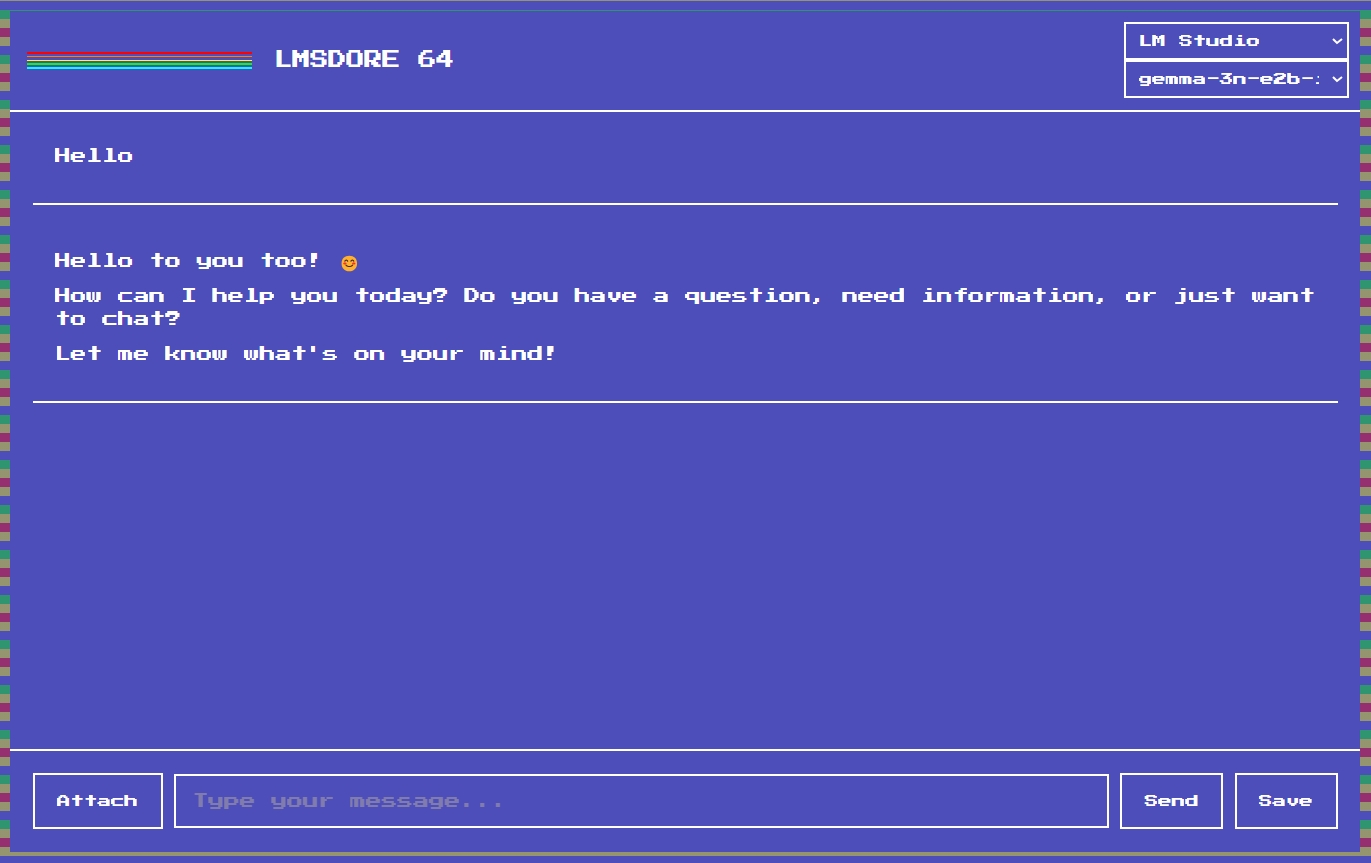 LMSDORE 64
LM Studio
gemma-3n-e2b-:
Hello
Hello to you too! 😊
How can I help you today? Do you have a question, need information, or just want
to chat?
Let me know what's on your mind!
Attach
Type your message...
Send
Save